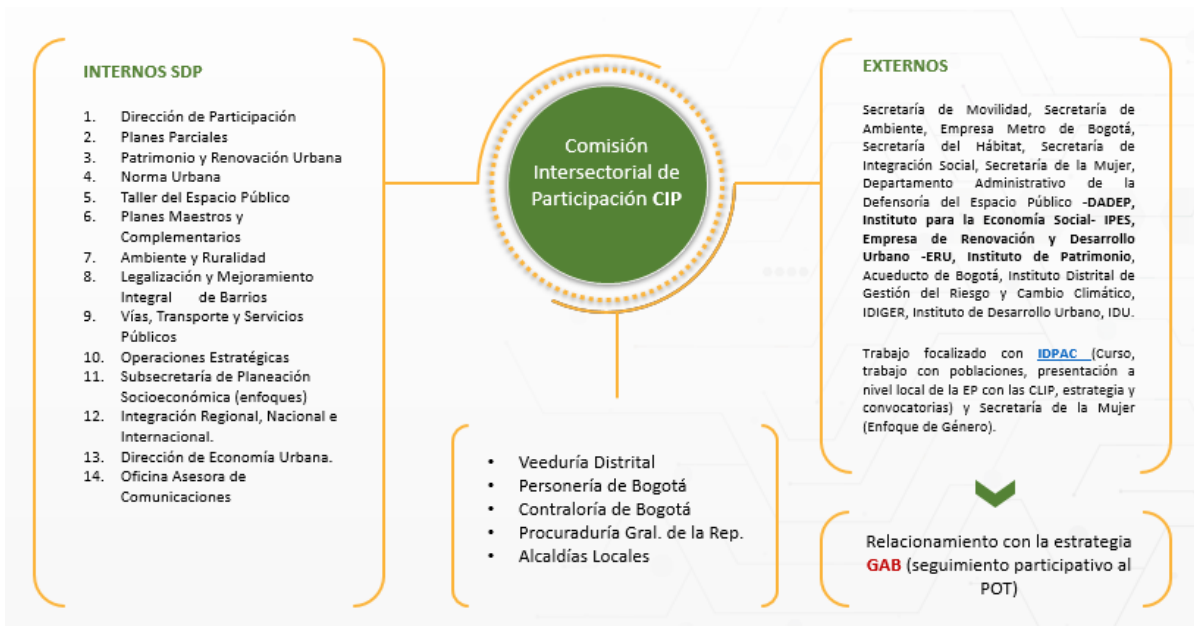 INTERNOS SDP
1. Dirección de Participación
2. Planes Parciales
3. Patrimonio y Renovación Urbana
4. Norma Urbana
5. Taller del Espacio Público
6. Planes Maestros y
Complementarios
7. Ambiente y Ruralidad
8. Legalización y Mejoramiento
Integral de Barrios
9. Vías, Transporte y Servicios
Públicos
10. Operaciones Estratégicas
11. Subsecretaría de Planeación
Socioeconómica (enfoques)
12. Integración Regional, Nacional e
Internacional.
13. Dirección de Economía Urbana.
14. Oficina Asesora de
Comunicaciones
Comisión
Intersectorial de
Participación CIP
• Veeduría Distrital
• Personería de Bogotá
• Contraloría de Bogotá
• Procuraduría Gral. de la Rep.
• Alcaldías Locales
EXTERNOS
Secretaría de Movilidad, Secretaría de
Ambiente, Empresa Metro de Bogotá,
Secretaría del Hábitat, Secretaría de
Integración Social, Secretaría de la Mujer,
Departamento Administrativo de la
Defensoría del Espacio Público -DADEP,
Instituto para la Economía Social- IPES,
Empresa de Renovación y Desarrollo
Urbano -ERU, Instituto de Patrimonio,
Acueducto de Bogotá, Instituto Distrital de
Gestión del Riesgo y Cambio Climático,
IDIGER, Instituto de Desarrollo Urbano, IDU.
Trabajo focalizado con IDPAC (Curso,
trabajo con poblaciones, presentación a
nivel local de la EP con las CLIP, estrategia y
convocatorias) y Secretaría de la Mujer
(Enfoque de Género).
Relacionamiento con la estrategia
GAB (seguimiento participativo al
POT)